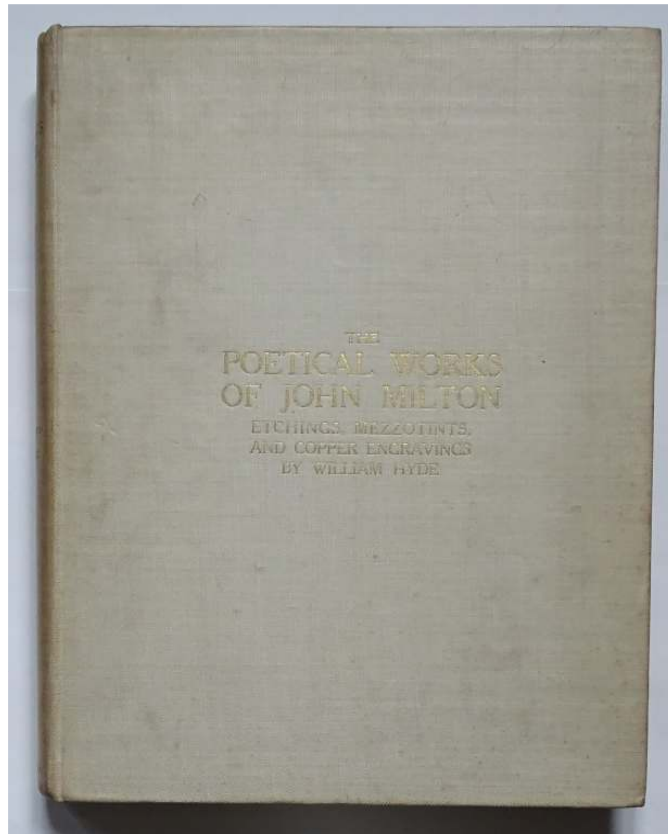 THE
POETICAL WORKS
OF JOHN MILTON
ETCHINGS, MEZZOTINTS,
AND COPPER ENGRAVINGS
BY WILLIAM HYDE